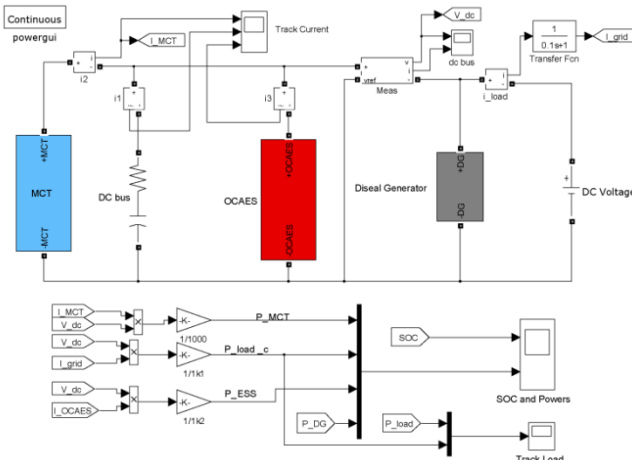 Continuous
powergui
I_MCT
Track Current
V_dc
dc bus
1
0.1s+1
Transfer Fcn
I_grid
i2
i
+
-
i1
i3
+
vref
v
i
-
Meas
i_load
+MCT
MCT
-MCT
DC bus
+OCAES
OCAES
-OCAES
Diseal Generator
+DG
-DG
+
DC Voltage
I_MCT
V_dc
×
-K-
1/1000
P_MCT
V_dc
I_grid
×
-K-
1/1k1
P_load _c
V_dc
I_OCAES
×
-K-
1/1k2
P_ESS
P_DG
SOC
SOC and Powers
P_load
Track Load